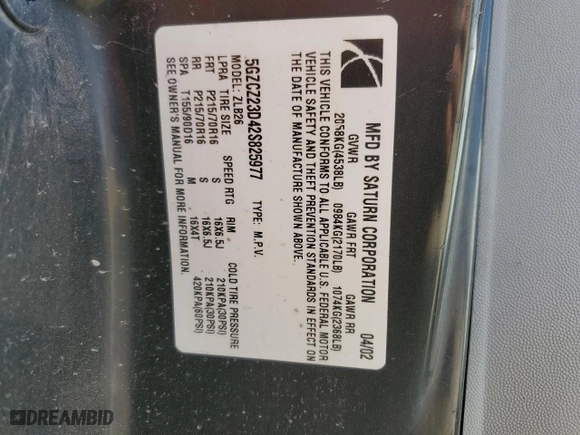 MFD BY SATURN CORPORATION 04/02
GVWR GAWR FRT GAWR RR
2058KG(4538LB) 0984KG(2170LB) 1074KG(2368LB)
THIS VEHICLE CONFORMS TO ALL APPLICABLE U.S. FEDERAL MOTOR
VEHICLE SAFETY AND THEFT PREVENTION STANDARDS IN EFFECT ON
THE DATE OF MANUFACTURE SHOWN ABOVE.
5GZCZ23D42S825977 TYPE: M.P.V.
MODEL: ZLB26
LPRA TIRE SIZE SPEED RTG RIM COLD TIRE PRESSURE
FRT P215/70R16 S 16X6.5J 210KPA(30PSI)
RR P215/70R16 S 16X6.5J 210KPA(30PSI)
SPA T155/90D16 M 16X4T 420KPA(60PSI)
SEE OWNER'S MANUAL FOR ADDITIONAL INFORMATION.
DREAMBID